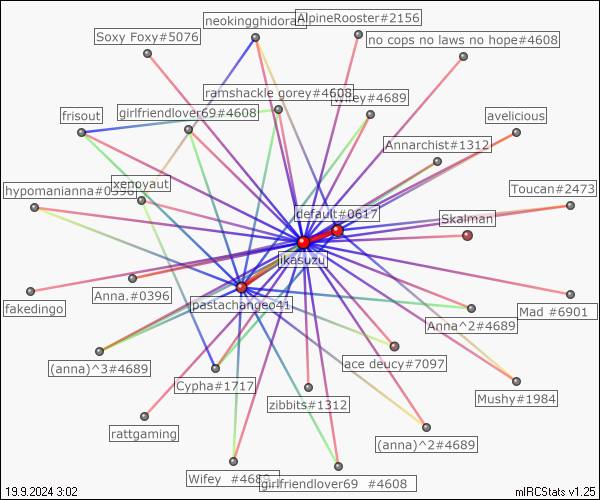 neokingghidora
AlpineRooster#2156
Soxy Foxy#5076
no cops no laws no hope#4608
ramshackle gorey#4608
Wifey#4689
frisout
girlfriendlover69#4608
avelicious
Annarchist#1312
hypomanianna#0396
xenoyaut
Toucan#2473
default#0617
Skalman
ikasuzu
Anna.#0396
fakedingo
pastachangeo41
Mad #6901
Anna^2#4689
(anna)^3#4689
ace deucy#7097
Cypha#1717
Mushy#1984
zibbits#1312
rattgaming
(anna)^2#4689
Wifey #4689
girlfriendlover69 #4608
19.9.2024 3:02
mIRCStats v1.25